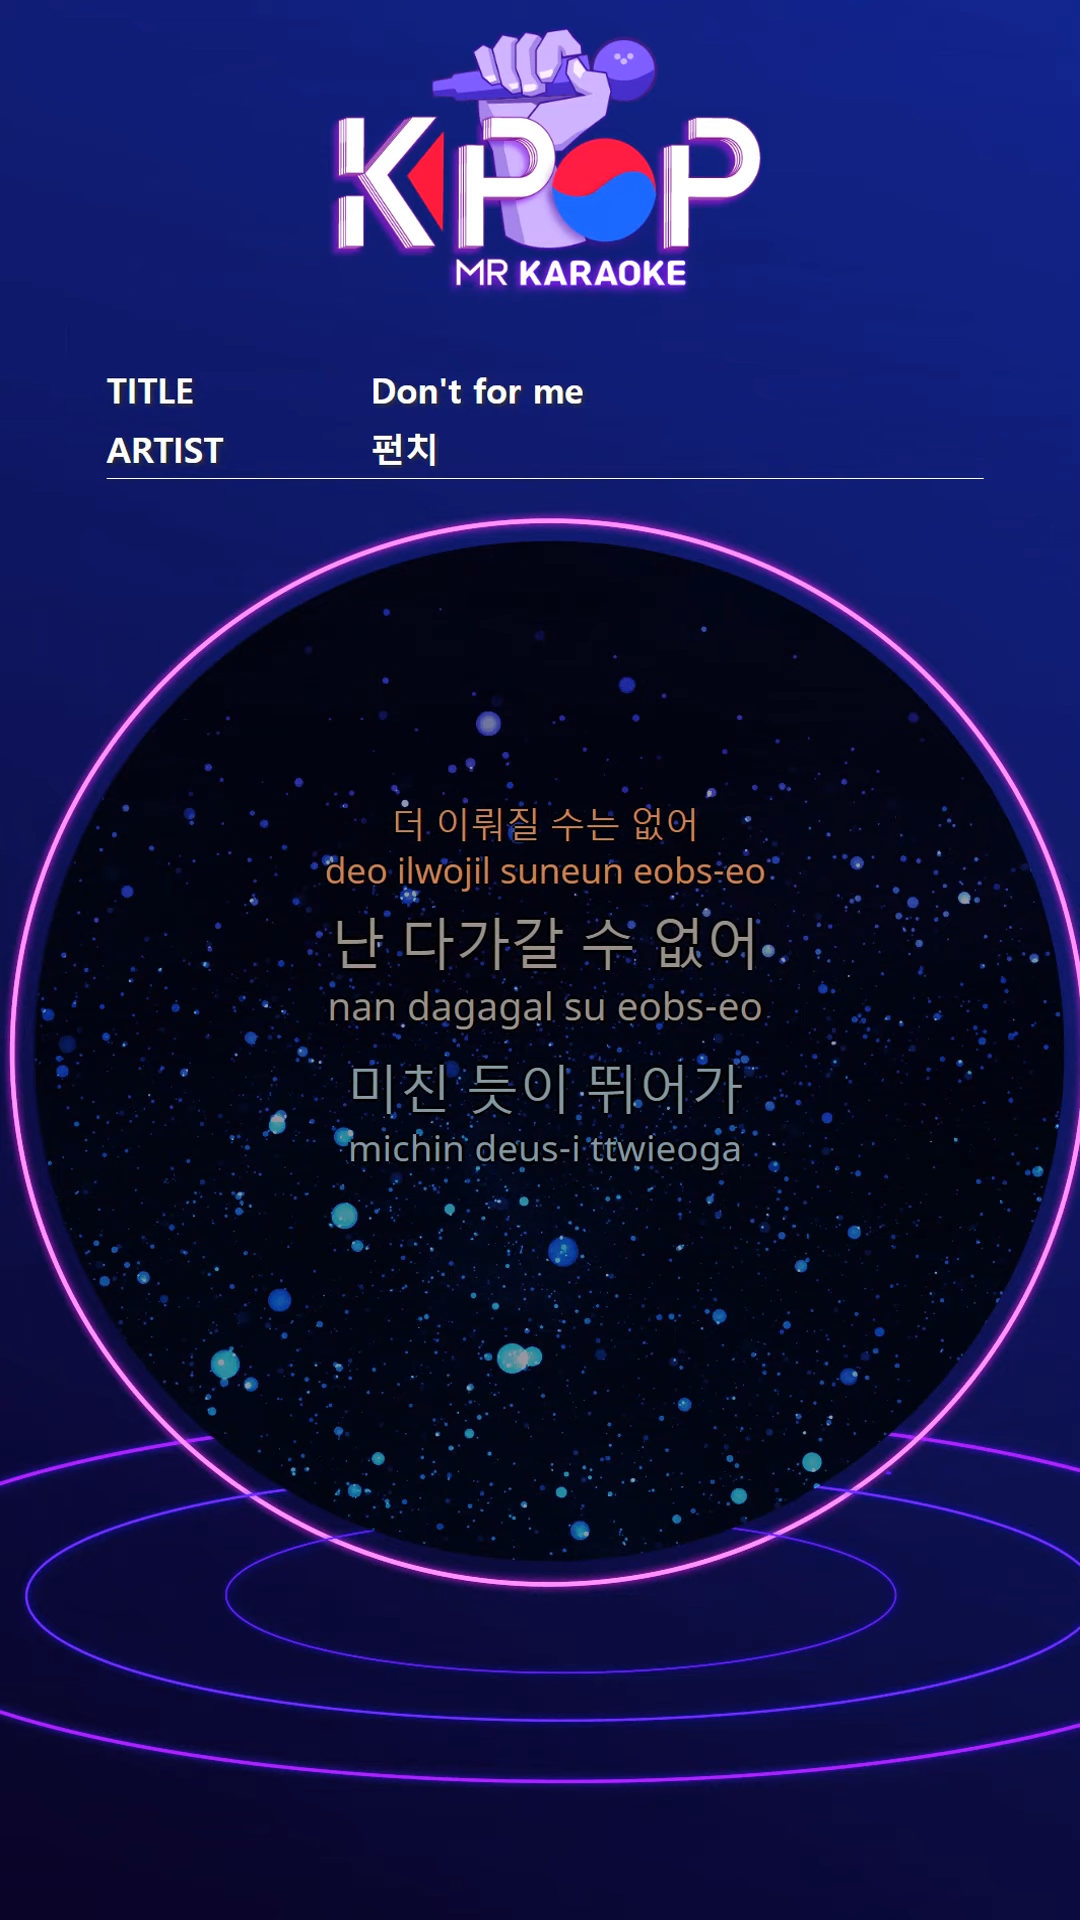 KPOP
MR KARAOKE
TITLE Don't for me
ARTIST 펀치
더 이뤄질 수는 없어
deo ilwojil suneun eobs-eo
난 다가갈 수 없어
nan dagagal su eobs-eo
미친 듯이 뛰어가
michin deus-i ttwieoga